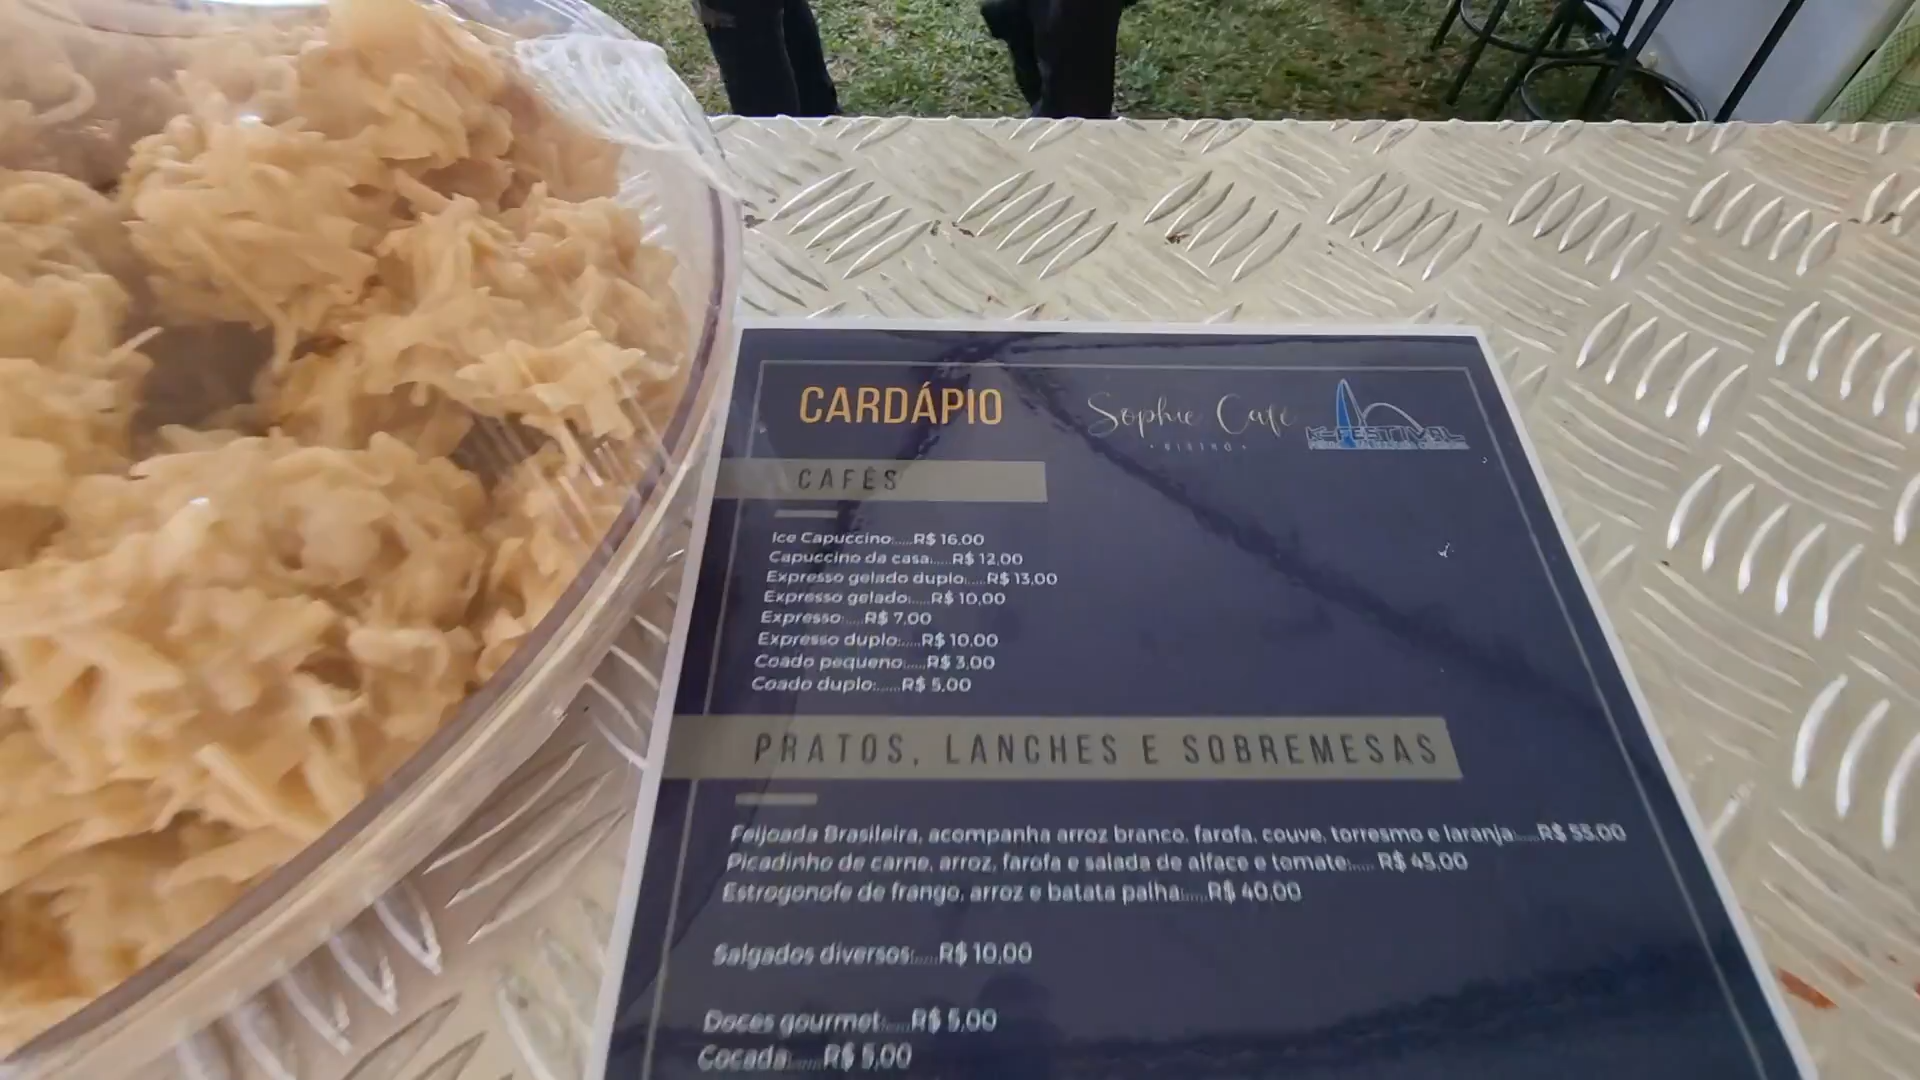 CARDÁPIO
Sophie Café
BISTRÔ
K-FESTIVAL
CAFÉS
Ice Capuccino:....R$ 16.00
Capuccino da casa:....R$ 12,00
Expresso gelado duplo:....R$ 13,00
Expresso gelado:....R$ 10,00
Expresso:....R$ 7,00
Expresso duplo:....R$ 10.00
Coado pequeno:....R$ 3,00
Coado duplo:.....R$ 5.00
PRATOS, LANCHES E SOBREMESAS
Feijoada Brasileira, acompanha arroz branco, farofa, couve, torresmo e laranja:....R$ 55,00
Picadinho de carne, arroz, farofa e salada de alface e tomate:.... R$ 45,00
Estrogonofe de frango, arroz e batata palha:....R$ 40,00
Salgados diversos:....R$ 10,00
Doces gourmet:....R$ 5,00
Cocada:.....R$ 5,00